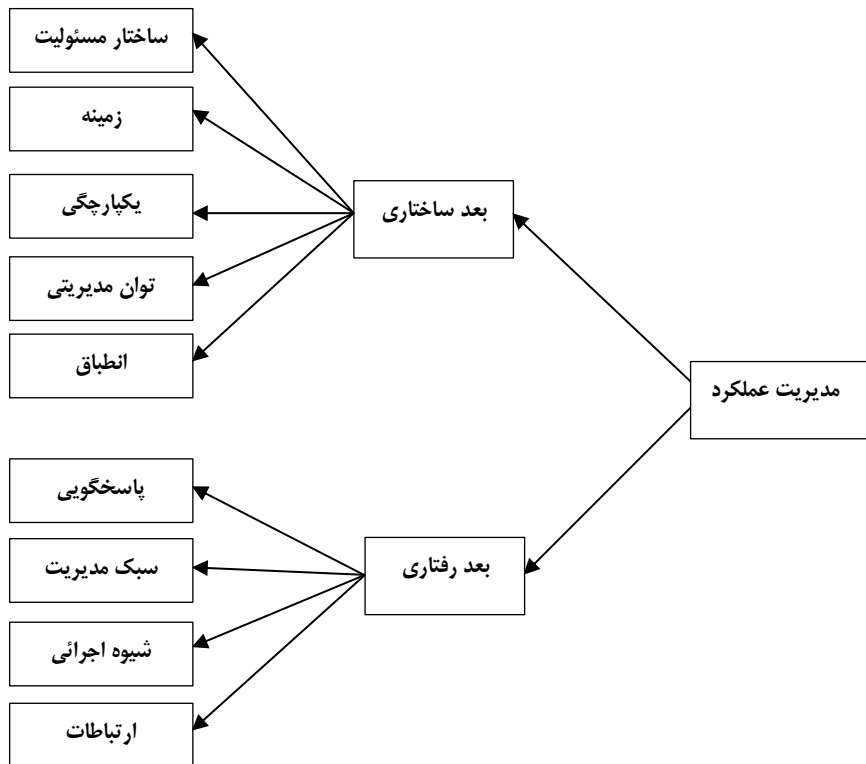 مدیریت عملکرد
بعد ساختاری
ساختار مسئولیت
زمینه
یکپارچگی
توان مدیریتی
انطباق
بعد رفتاری
پاسخگویی
سبک مدیریت
شیوه اجرائی
ارتباطات